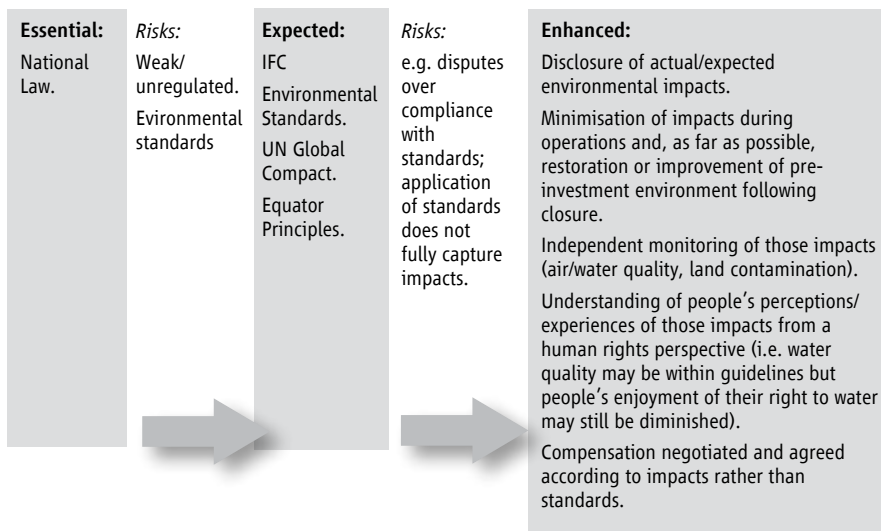 Essential:
National
Law.
Risks:
Weak/
unregulated.
Evironmental
standards
Expected:
IFC
Environmental
Standards.
UN Global
Compact.
Equator
Principles.
Risks:
e.g. disputes
over
compliance
with
standards;
application
of standards
does not
fully capture
impacts.
Enhanced:
Disclosure of actual/expected
environmental impacts.
Minimisation of impacts during
operations and, as far as possible,
restoration or improvement of pre-
investment environment following
closure.
Independent monitoring of those impacts
(air/water quality, land contamination).
Understanding of people’s perceptions/
experiences of those impacts from a
human rights perspective (i.e. water
quality may be within guidelines but
people’s enjoyment of their right to water
may still be diminished).
Compensation negotiated and agreed
according to impacts rather than
standards.